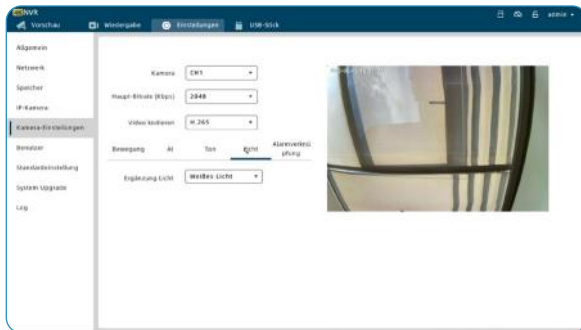 NVR
Vorschau
Wiedergabe
Einstellungen
USB-Stick
admin
Allgemein
Netzwerk
Speicher
IP-Kamera
Kamera-Einstellungen
Benutzer
Standardeinstellung
System Upgrade
Log
Kamera
CH1
Haupt-Bitrate (Kbps)
2048
Video kodieren
H.265
Bewegung
AI
Ton
Licht
Alarmverknü
pfung
Ergänzung Licht
Weißes Licht